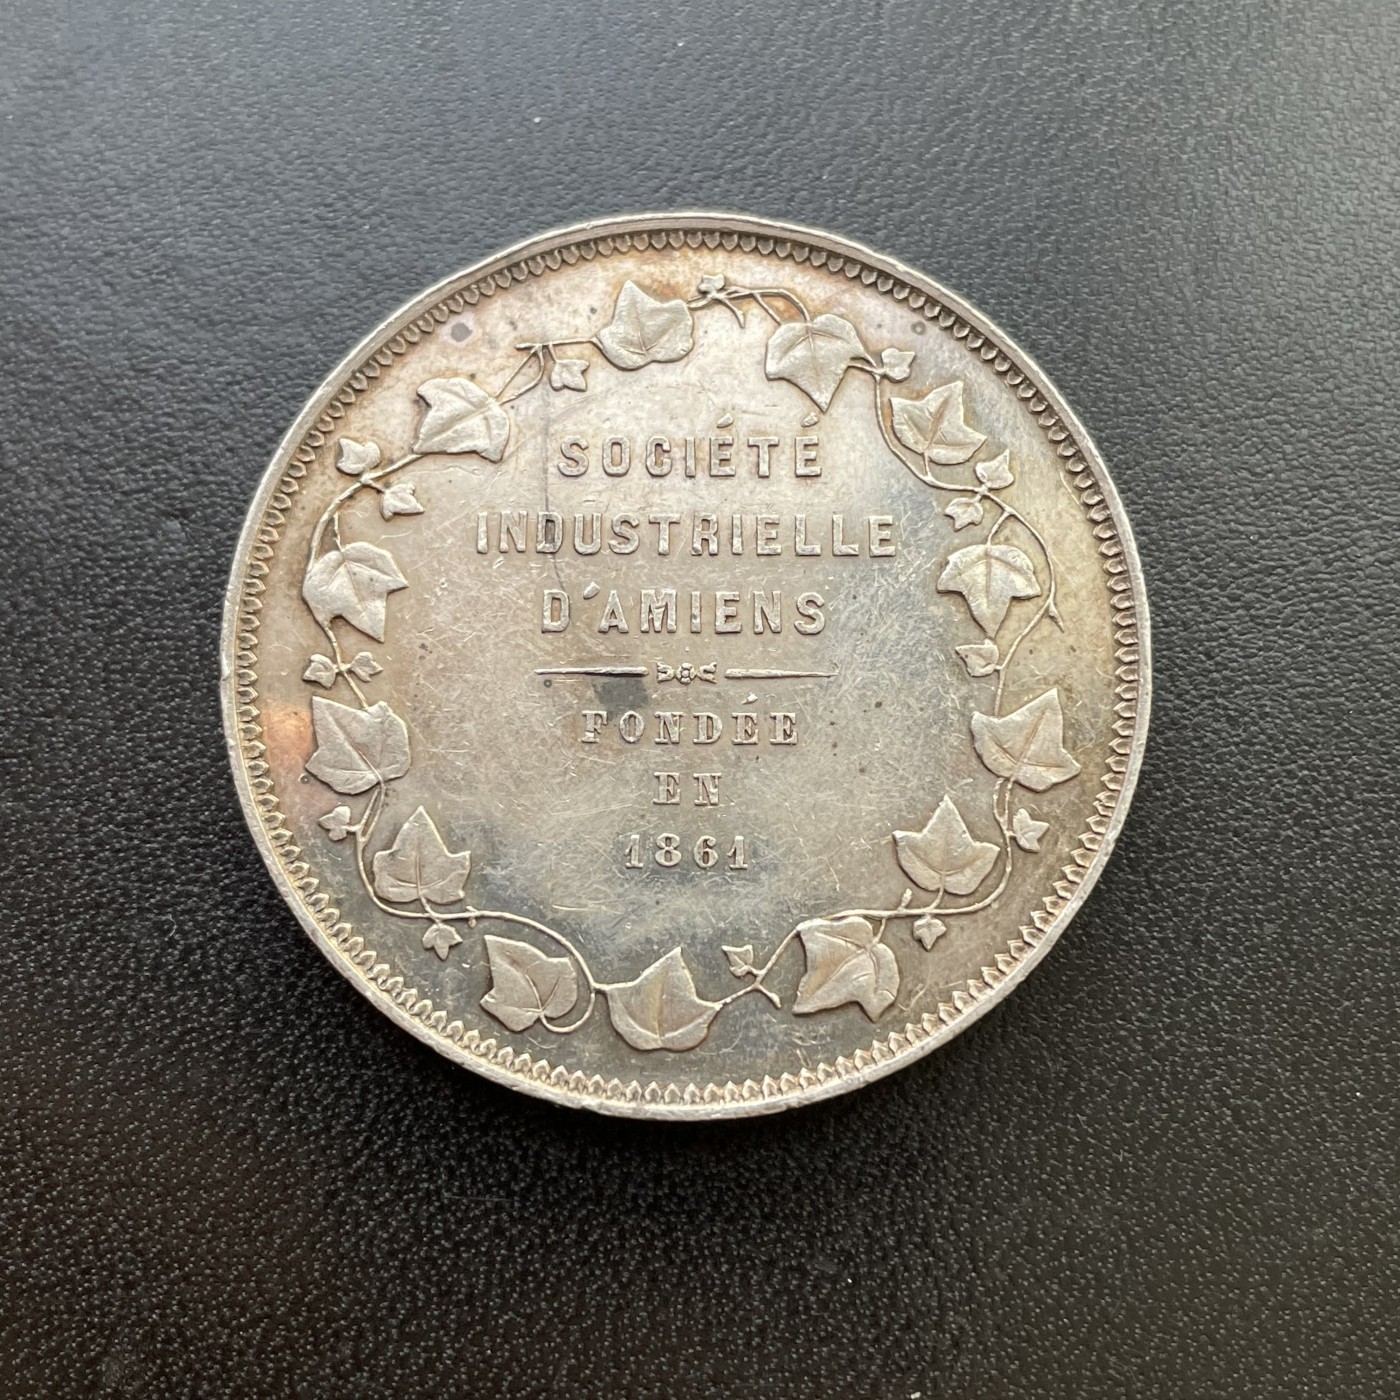 SOCIÉTÉ
INDUSTRIELLE
D'AMIENS
FONDÉE
EN
1861